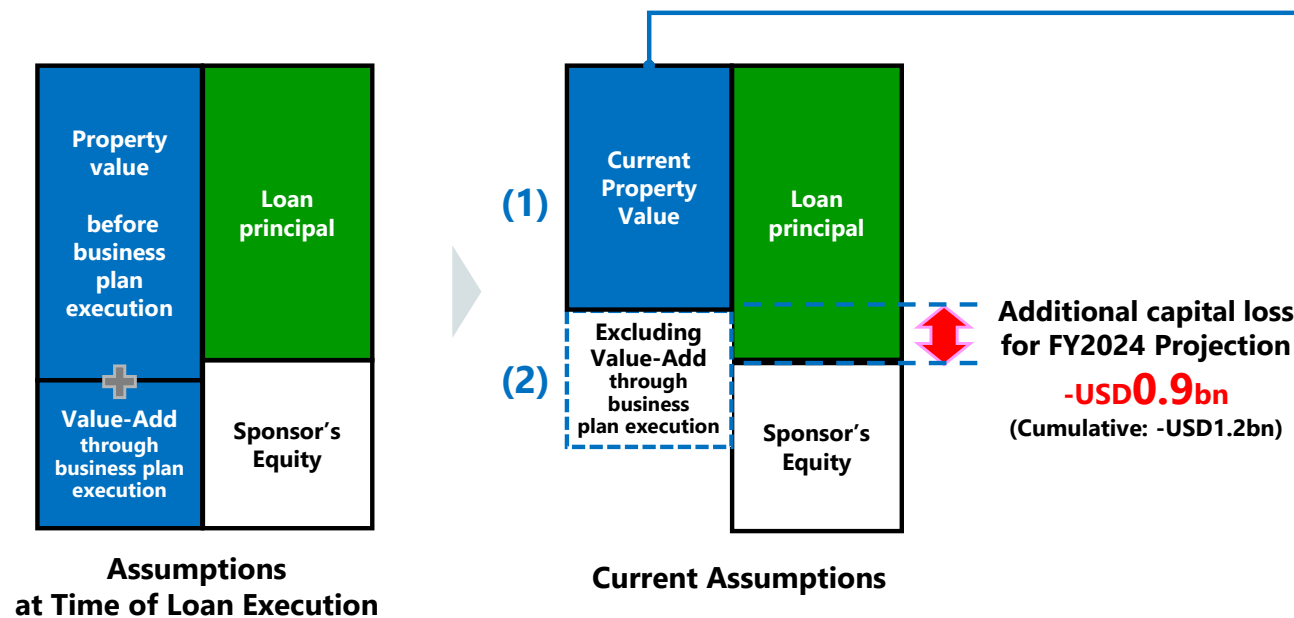 Property
value
before
business
plan
execution
Value-Add
through
business plan
execution
Loan
principal
Sponsor's
Equity
Assumptions
at Time of Loan Execution
(1)
Current
Property
Value
(2)
Excluding
Value-Add
through
business
plan execution
Loan
principal
Sponsor's
Equity
Current Assumptions
Additional capital loss
for FY2024 Projection
-USD0.9bn
(Cumulative: -USD1.2bn)